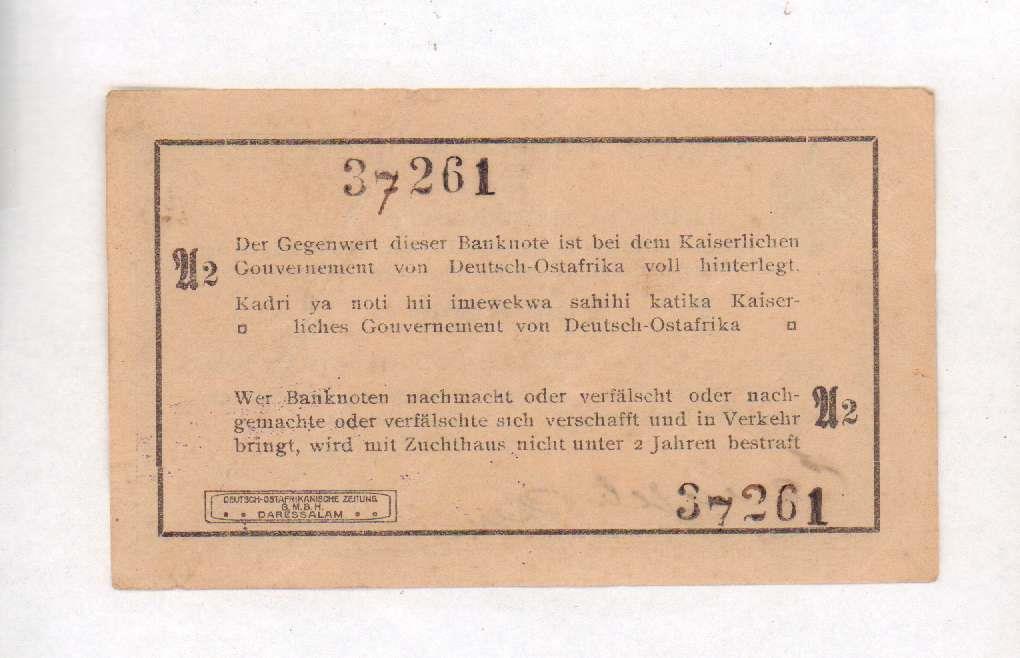 37261
Der Gegenwert dieser Banknote ist bei dem Kaiserlichen
A2 Gouvernement von Deutsch-Ostafrika voll hinterlegt.
Kadri ya noti hii imewekwa sahihi katika Kaiser-
liches Gouvernement von Deutsch-Ostafrika
Wer Banknoten nachmacht oder verfälscht oder nach-
gemachte oder verfälschte sich verschafft und in Verkehr A2
bringt, wird mit Zuchthaus nicht unter 2 Jahren bestraft
DEUTSCH-OSTAFRIKANISCHE ZEITUNG
G.M.B.H.
DARESSALAM
37261